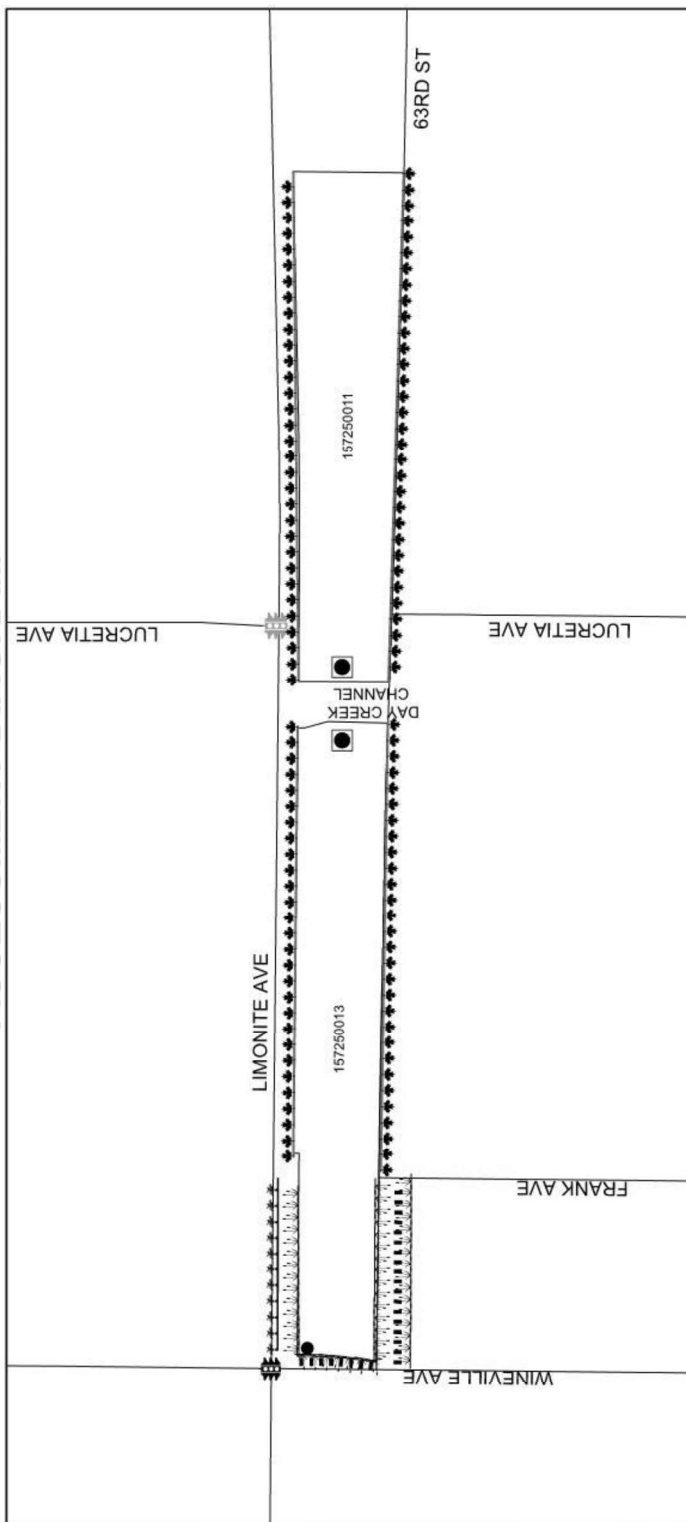 63RD ST
157250011
LUCRETIA AVE
LUCRETIA AVE
DAY CREEK
CHANNEL
LIMONITE AVE
157250013
FRANK AVE
WINEVILLE AVE